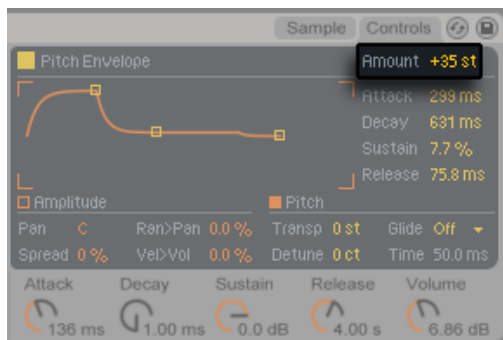 Sample Controls
Pitch Envelope Amount +35 st
Attack 299 ms
Decay 631 ms
Sustain 7.7 %
Release 75.8 ms
Amplitude Pitch
Pan C Ran>Pan 0.0 % Transp 0 st Glide Off
Spread 0 % Vel>Vol 0.0 % Detune 0 ct Time 50.0 ms
Attack Decay Sustain Release Volume
136 ms 1.00 ms 0.0 dB 4.00 s 6.86 dB